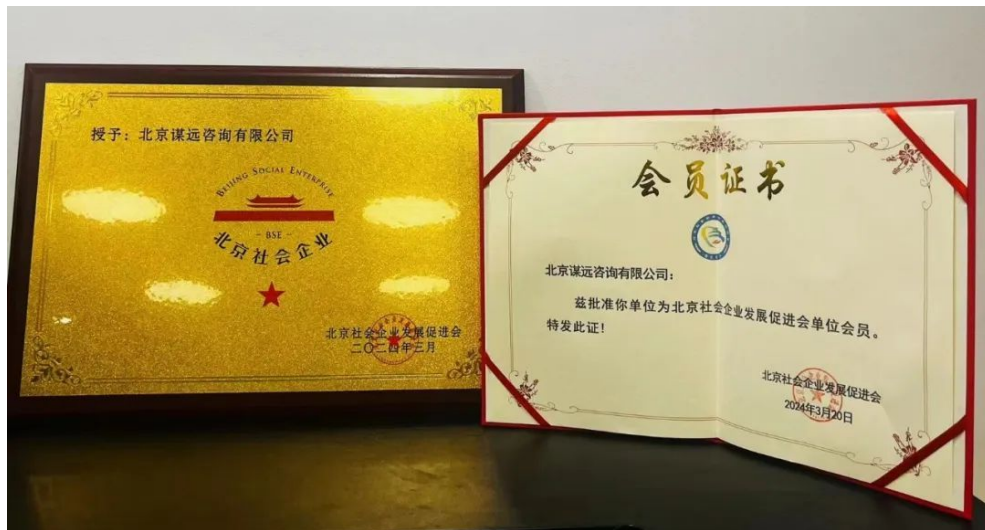 授予：北京谋远咨询有限公司
BEIJING SOCIAL ENTERPRISE
- BSE -
北京社会企业
北京社会企业发展促进会
二〇二四年三月
会员证书
北京谋远咨询有限公司：
兹批准你单位为北京社会企业发展促进会单位会员。
特发此证！
北京社会企业发展促进会
2024年3月20日